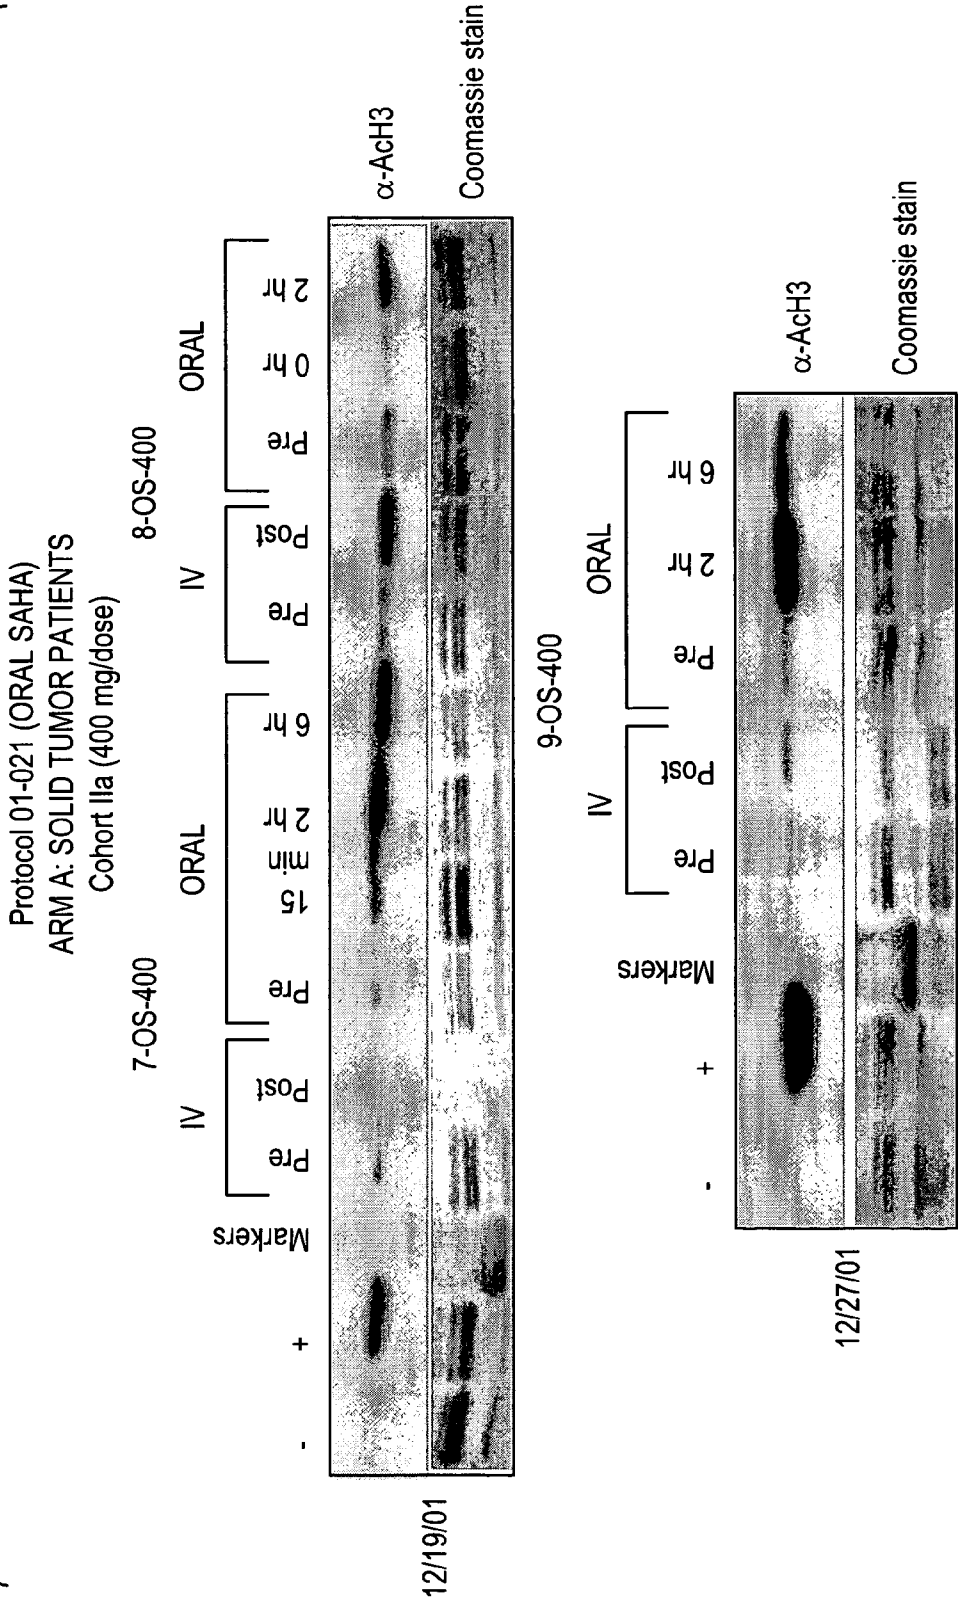 Protocol 01-021 (ORAL SAHA)
ARM A: SOLID TUMOR PATIENTS
Cohort IIa (400 mg/dose)
7-OS-400
8-OS-400
IV
ORAL
IV
ORAL
-
+
Markers
Pre
Post
Pre
15 min
2 hr
6 hr
Pre
Post
Pre
0 hr
2 hr
12/19/01
α-AcH3
Coomassie stain
9-OS-400
IV
ORAL
-
+
Markers
Pre
Post
Pre
2 hr
6 hr
12/27/01
α-AcH3
Coomassie stain